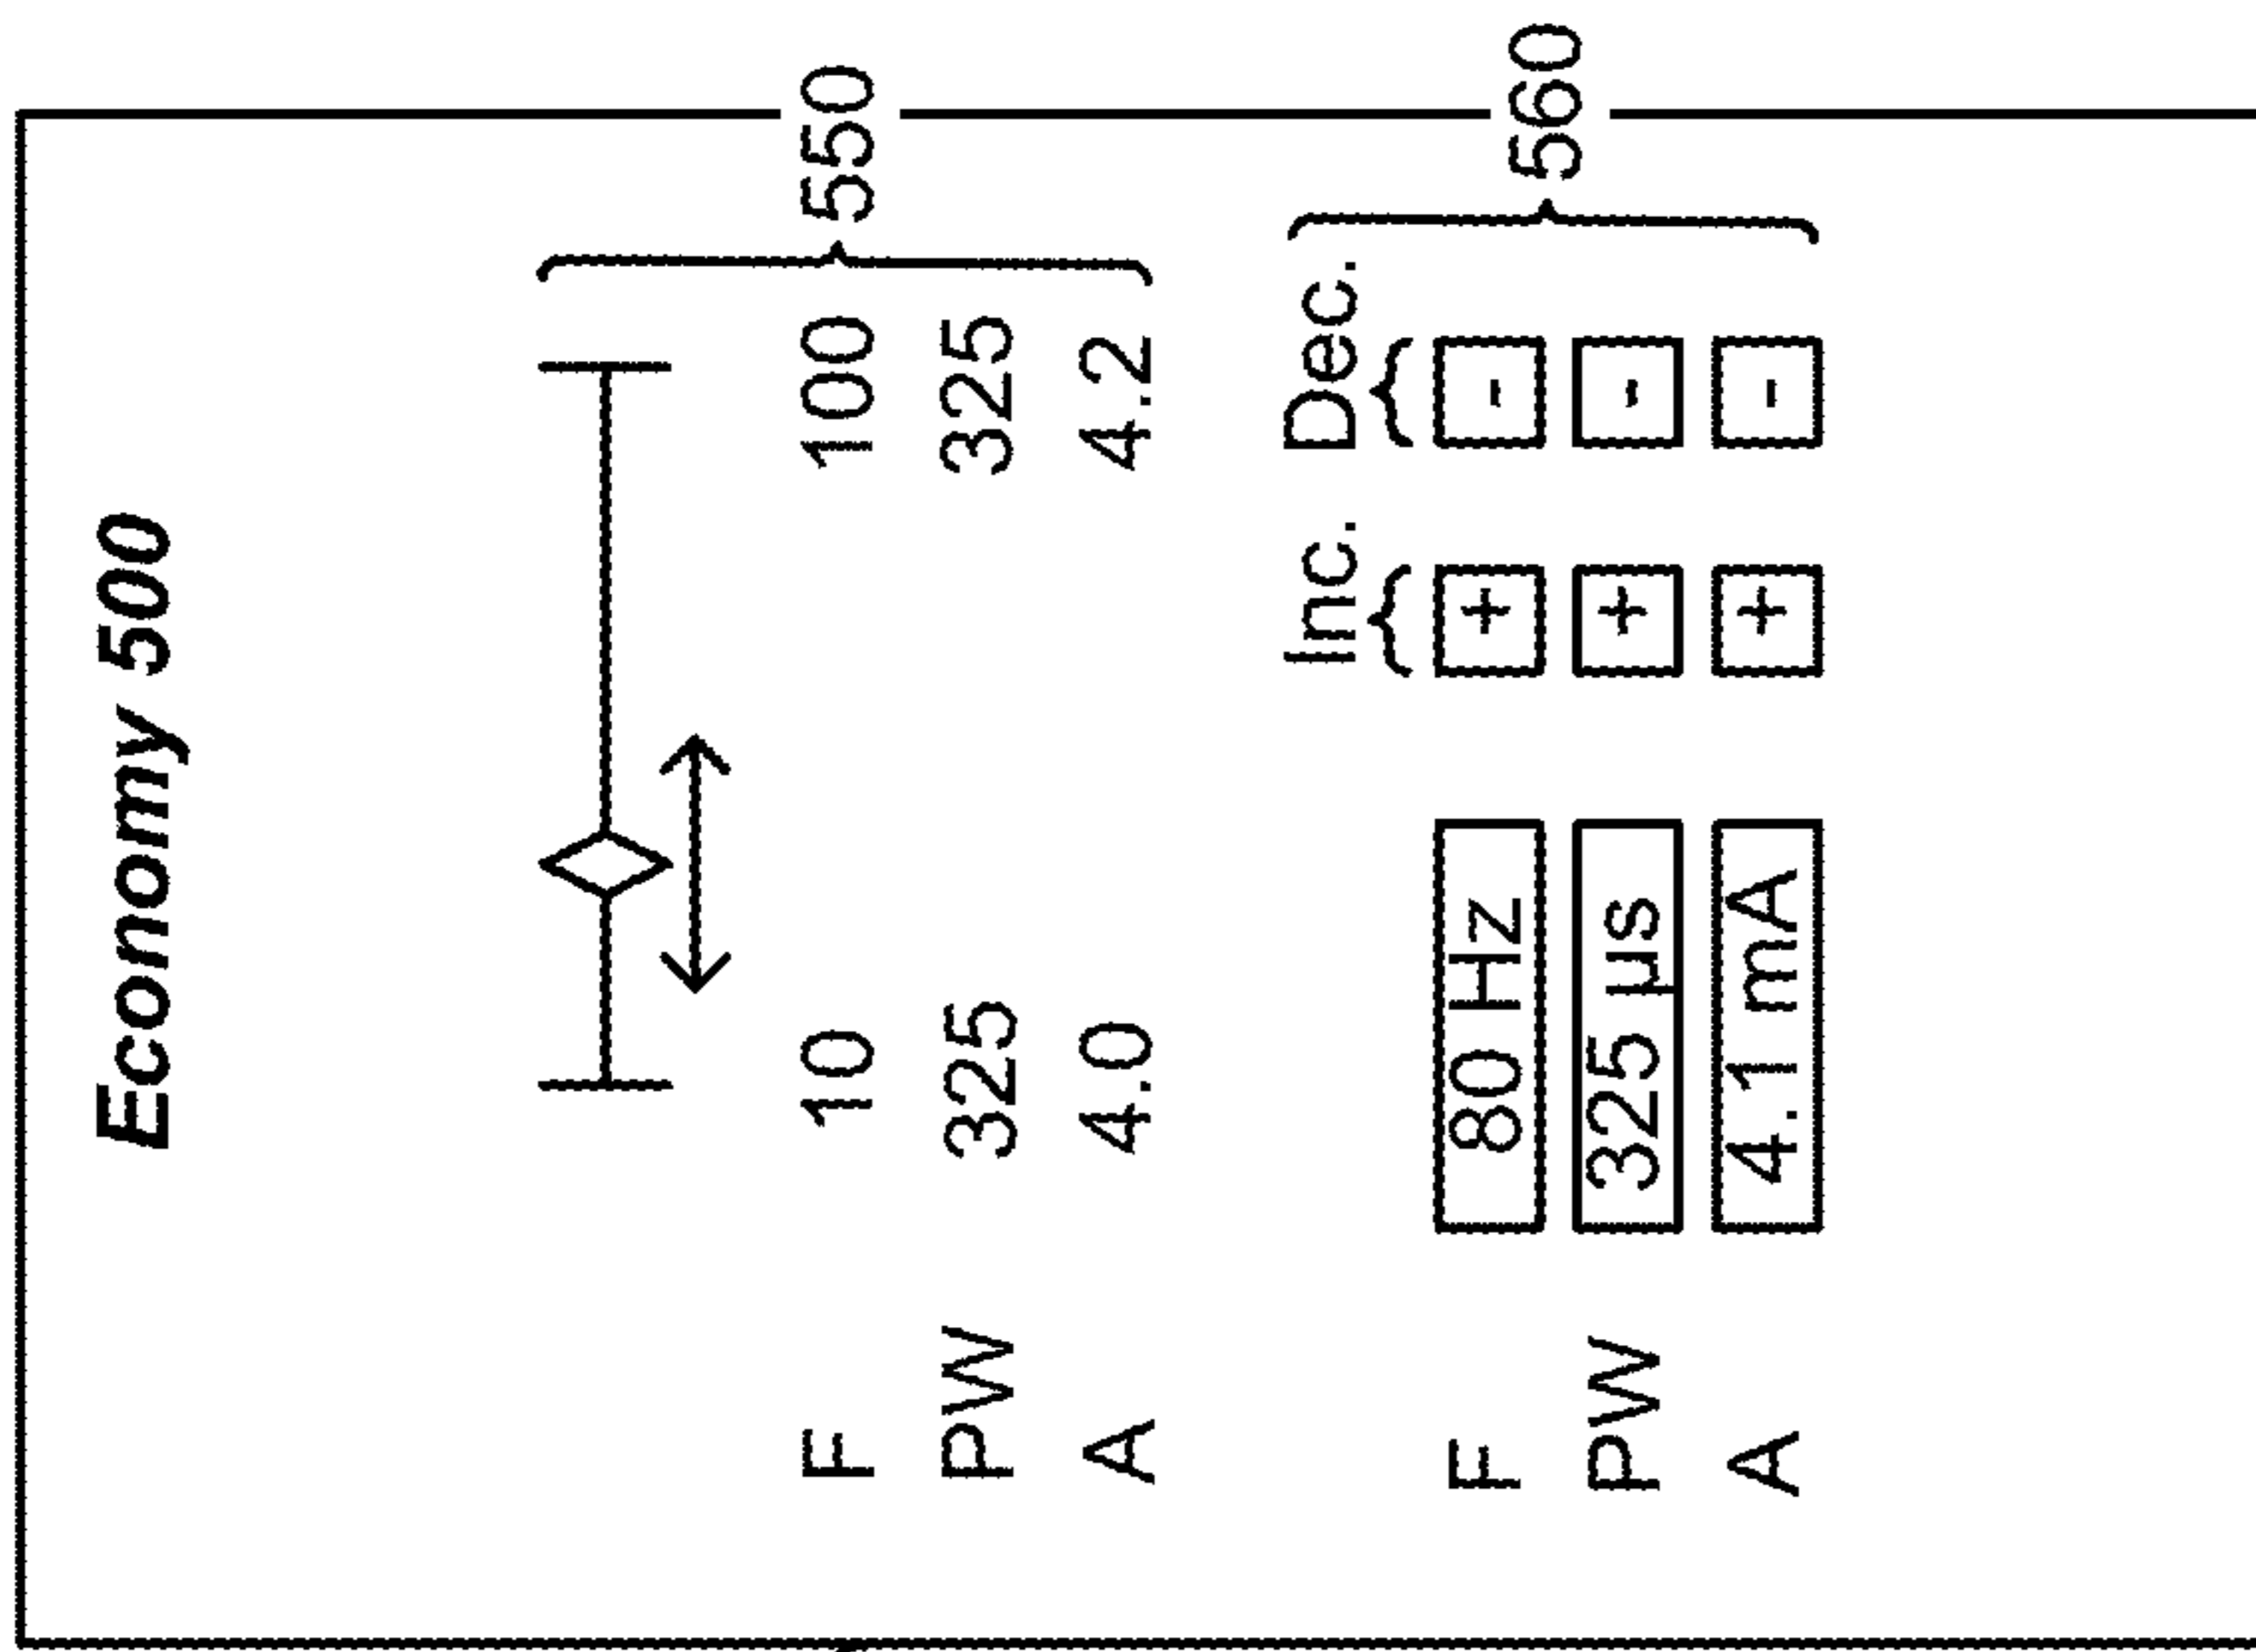 Economy 500
F 10 100
PW 325 325
A 4.0 4.2
550
Inc. Dec.
F 80 Hz + -
PW 325 µs + -
A 4.1 mA + -
560